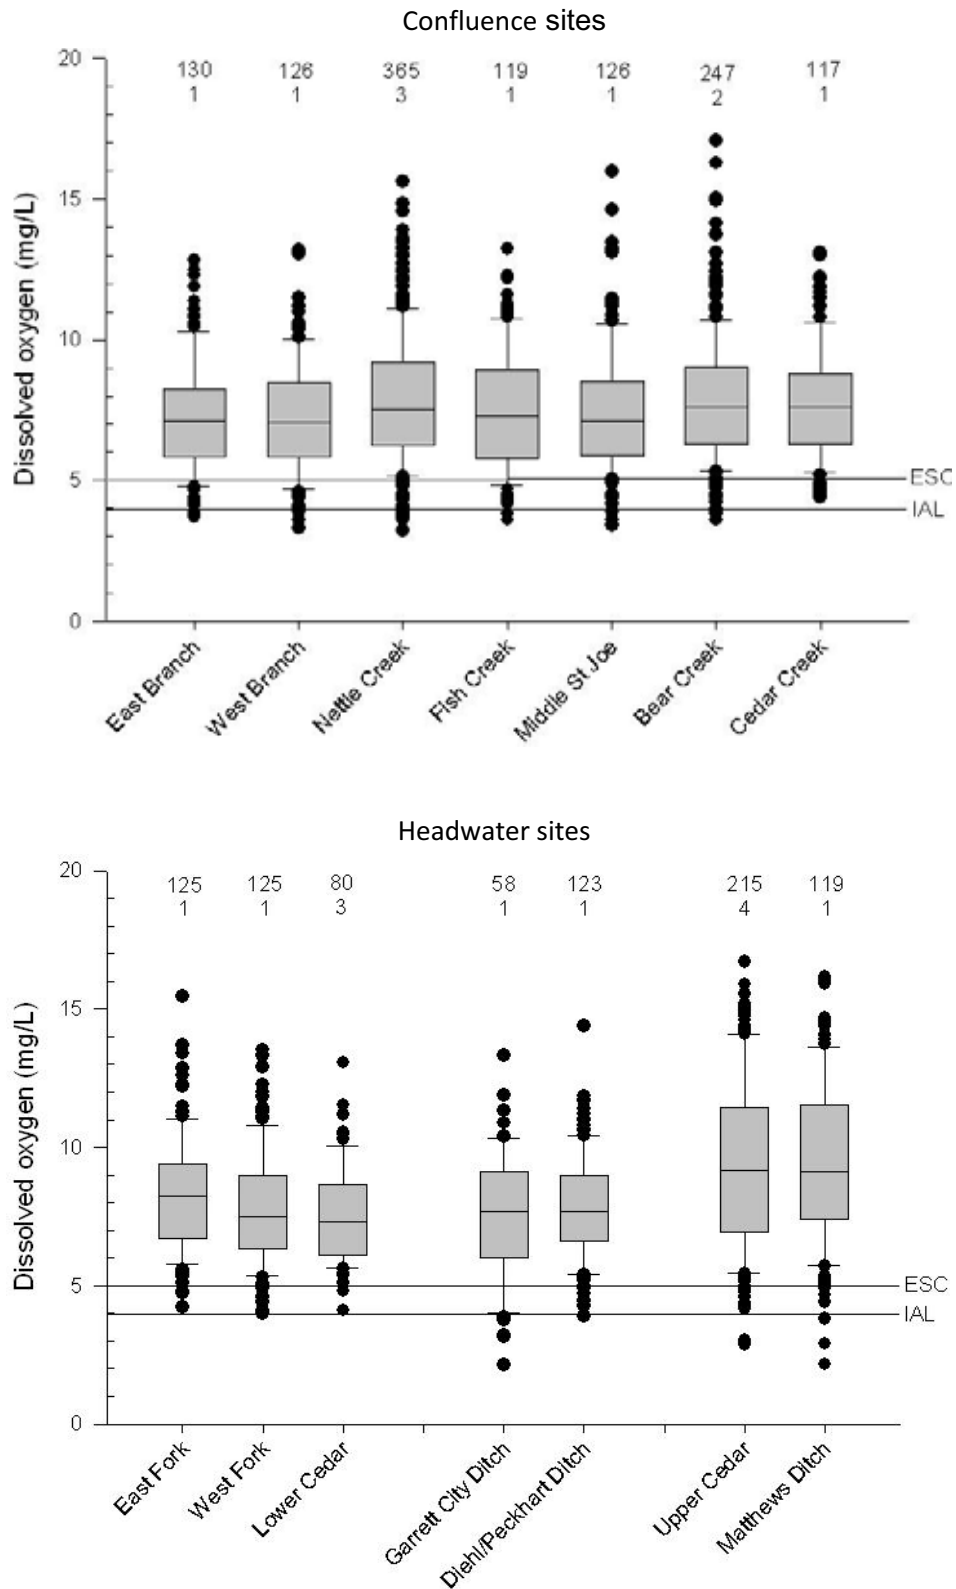 Confluence sites
20 130 126 365 119 126 247 117
1 1 3 1 1 2 1
15
10
5
0
Dissolved oxygen (mg/L)
ESC
IAL
East Branch
West Branch
Nettle Creek
Fish Creek
Middle St Joe
Bear Creek
Cedar Creek
Headwater sites
20 125 125 80 58 123 215 119
1 1 3 1 1 4 1
15
10
5
0
Dissolved oxygen (mg/L)
ESC
IAL
East Fork
West Fork
Lower Cedar
Garrett City Ditch
Diehl/Peckhart Ditch
Upper Cedar
Matthews Ditch